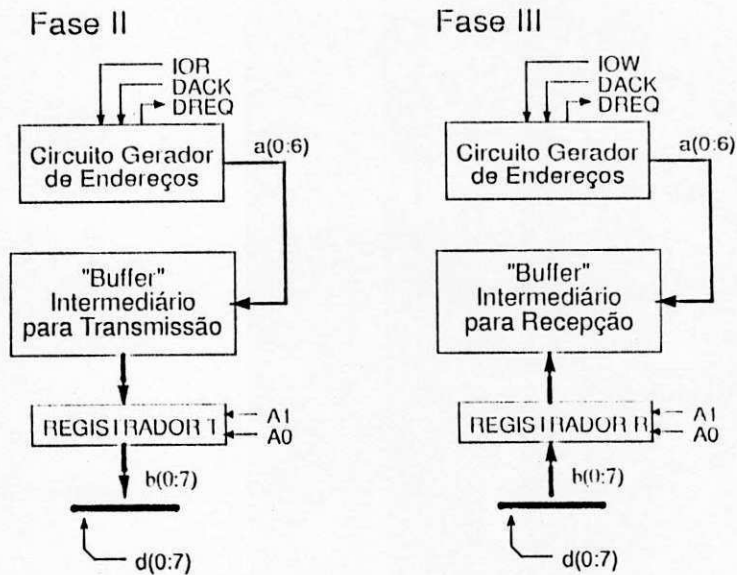 Fase II
IOR
DACK
DREQ
Circuito Gerador
de Endereços
a(0:6)
"Buffer"
Intermediário
para Transmissão
REGISTRADOR T
A1
A0
b(0:7)
d(0:7)
Fase III
IOW
DACK
DREQ
Circuito Gerador
de Endereços
a(0:6)
"Buffer"
Intermediário
para Recepção
REGISTRADOR R
A1
A0
b(0:7)
d(0:7)